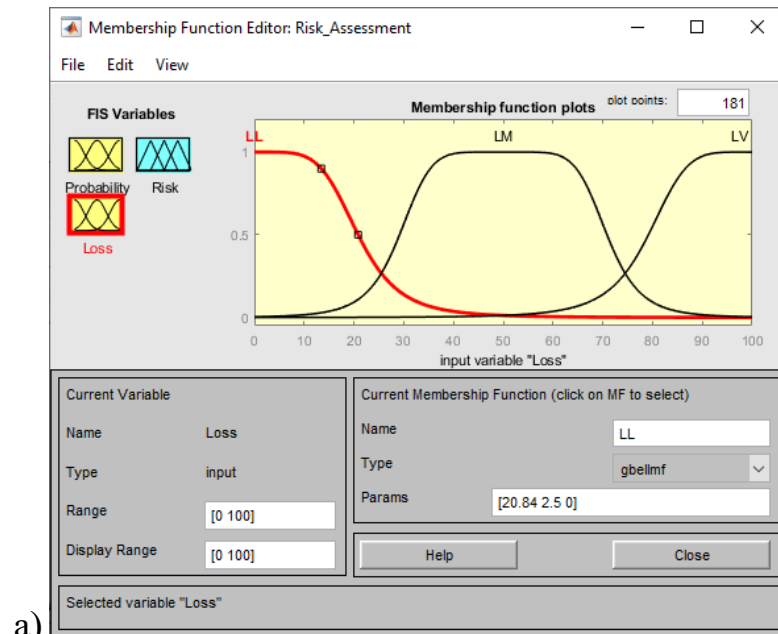 Membership Function Editor: Risk_Assessment
File Edit View
FIS Variables
Probability Risk
Loss
Membership function plots plot points: 181
LL LM LV
1
0.5
0
0 10 20 30 40 50 60 70 80 90 100
input variable "Loss"
Current Variable
Name Loss
Type input
Range [0 100]
Display Range [0 100]
Current Membership Function (click on MF to select)
Name LL
Type gbellmf
Params [20.84 2.5 0]
Help Close
Selected variable "Loss"
a)